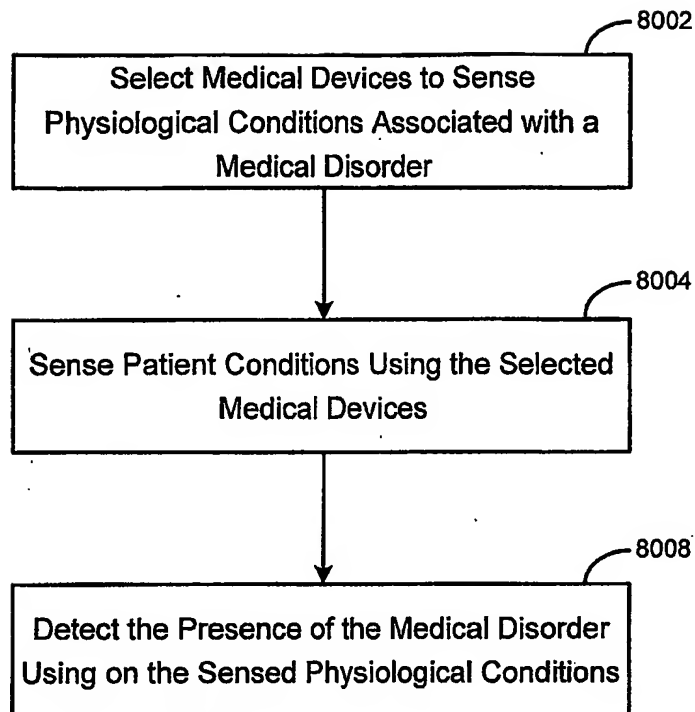 8002
Select Medical Devices to Sense
Physiological Conditions Associated with a
Medical Disorder
8004
Sense Patient Conditions Using the Selected
Medical Devices
8008
Detect the Presence of the Medical Disorder
Using on the Sensed Physiological Conditions